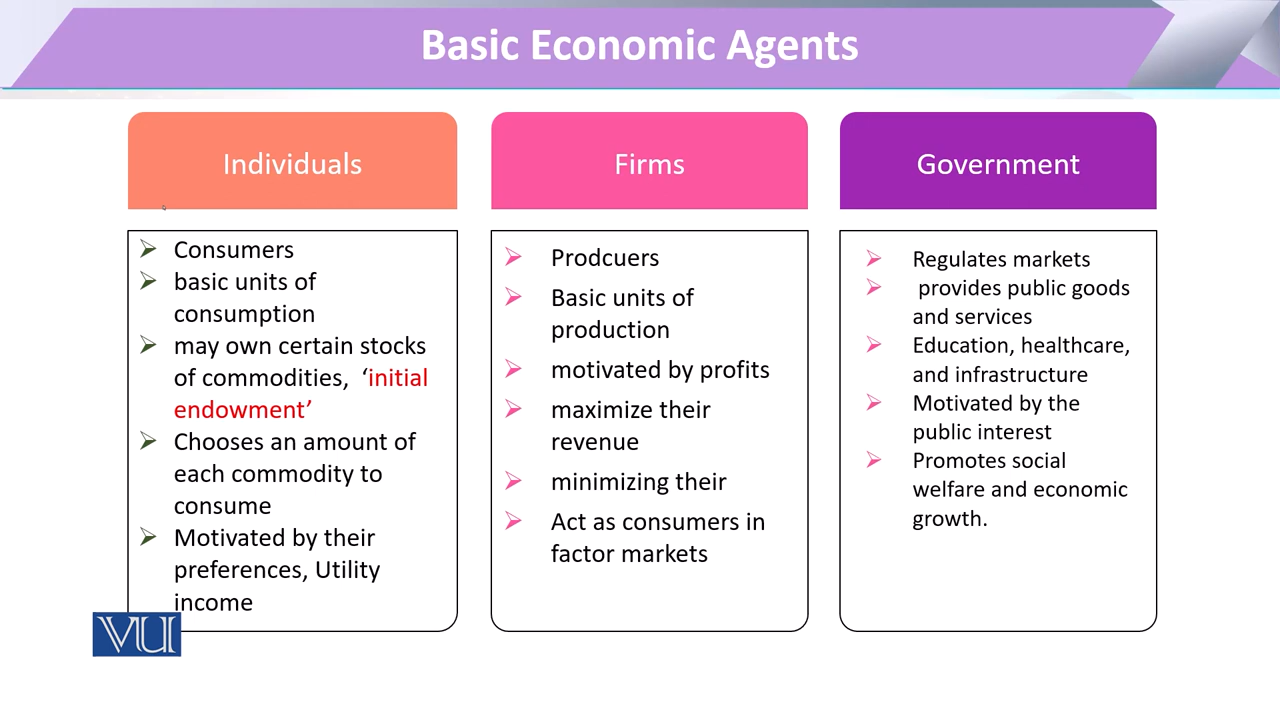 Basic Economic Agents
Individuals
Consumers
basic units of
consumption
may own certain stocks
of commodities, ‘initial
endowment’
Chooses an amount of
each commodity to
consume
Motivated by their
preferences, Utility
income
Firms
Prodcuers
Basic units of
production
motivated by profits
maximize their
revenue
minimizing their
Act as consumers in
factor markets
Government
Regulates markets
provides public goods
and services
Education, healthcare,
and infrastructure
Motivated by the
public interest
Promotes social
welfare and economic
growth.
VU